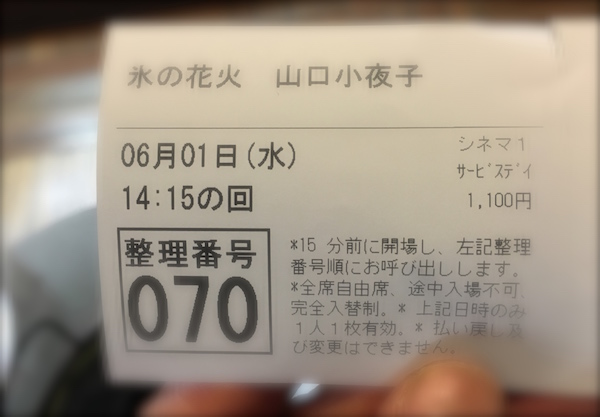 氷の花火　山口小夜子
06月01日(水)
14:15の回
シネマ1
ｻｰﾋﾞｽﾃﾞｲ
1,100円
整理番号
070
*15 分前に開場し、左記整理
番号順にお呼び出しします。
*全席自由席、途中入場不可、
完全入替制。* 上記日時のみ
1人1枚有効。* 払い戻し及
び変更はできません。